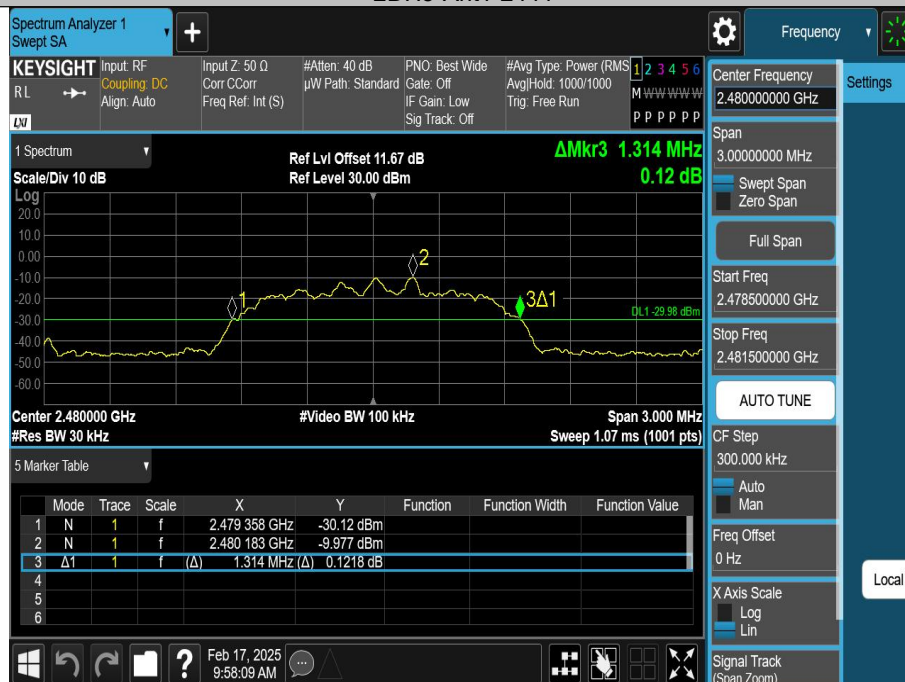 Spectrum Analyzer 1
Swept SA
+
Frequency
KEYSIGHT
RL
LXI
Input: RF
Coupling: DC
Align: Auto
Input Z: 50 Ω
Corr CCorr
Freq Ref: Int (S)
#Atten: 40 dB
µW Path: Standard
PNO: Best Wide
Gate: Off
IF Gain: Low
Sig Track: Off
#Avg Type: Power (RMS
Avg|Hold: 1000/1000
Trig: Free Run
1 2 3 4 5 6
M W W W W W
P P P P P P
1 Spectrum
Scale/Div 10 dB
Ref Lvl Offset 11.67 dB
Ref Level 30.00 dBm
ΔMkr3 1.314 MHz
0.12 dB
Log
20.0
10.0
0.00
-10.0
-20.0
-30.0
-40.0
-50.0
-60.0
1
2
3Δ1
DL1 -29.98 dBm
Center 2.480000 GHz
#Video BW 100 kHz
Span 3.000 MHz
#Res BW 30 kHz
Sweep 1.07 ms (1001 pts)
5 Marker Table
Mode Trace Scale X Y Function Function Width Function Value
1 N 1 f 2.479 358 GHz -30.12 dBm
2 N 1 f 2.480 183 GHz -9.977 dBm
3 Δ1 1 f (Δ) 1.314 MHz (Δ) 0.1218 dB
4
5
6
?
Feb 17, 2025
9:58:09 AM
Center Frequency
2.480000000 GHz
Settings
Span
3.00000000 MHz
Swept Span
Zero Span
Full Span
Start Freq
2.478500000 GHz
Stop Freq
2.481500000 GHz
AUTO TUNE
CF Step
300.000 kHz
Auto
Man
Freq Offset
0 Hz
Local
X Axis Scale
Log
Lin
Signal Track
(Span Zoom)